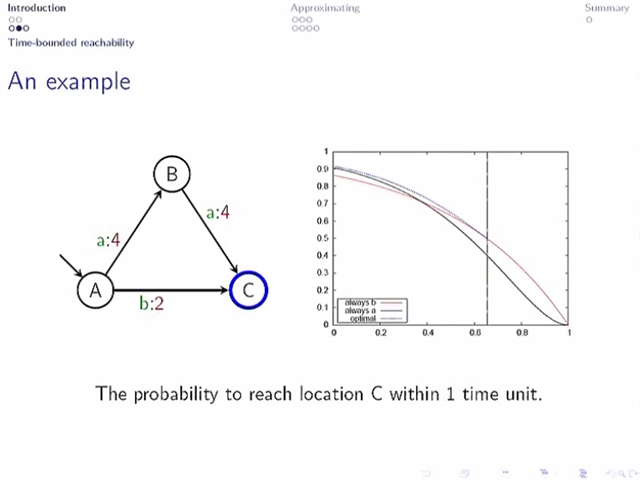 Introduction
Approximating
Summary
Time-bounded reachability
An example
B
a:4
a:4
A
C
b:2
1
0.9
0.8
0.7
0.6
0.5
0.4
0.3
0.2
0.1
0
always b
always a
optimal
0 0.2 0.4 0.6 0.8 1
The probability to reach location C within 1 time unit.